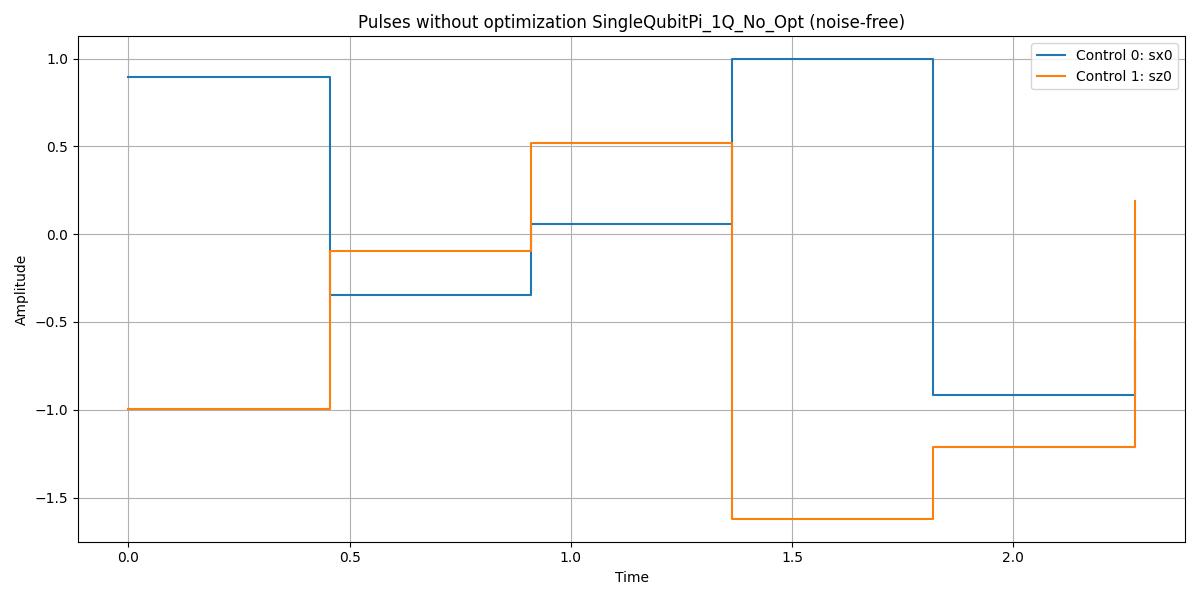 Pulses without optimization SingleQubitPi_1Q_No_Opt (noise-free)
Control 0: sx0
Control 1: sz0
Amplitude
1.0
0.5
0.0
−0.5
−1.0
−1.5
0.0
0.5
1.0
1.5
2.0
Time